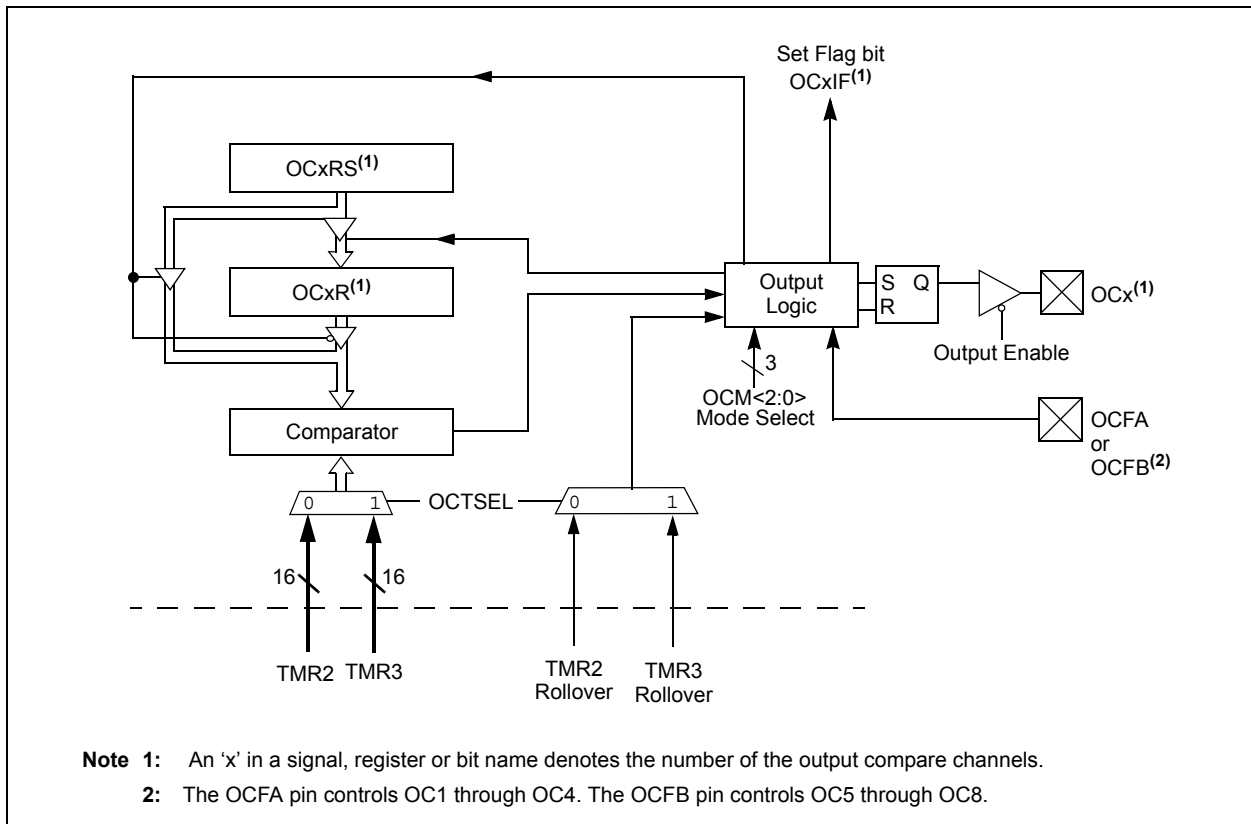 Set Flag bit
OCxIF(1)
OCxRS(1)
OCxR(1)
Output
Logic
S Q
R
OCx(1)
Output Enable
3
OCM<2:0>
Mode Select
OCFA
or
OCFB(2)
Comparator
0 1
OCTSEL
0 1
16
16
TMR2
TMR3
TMR2
Rollover
TMR3
Rollover
Note 1: An ‘x’ in a signal, register or bit name denotes the number of the output compare channels.
2: The OCFA pin controls OC1 through OC4. The OCFB pin controls OC5 through OC8.